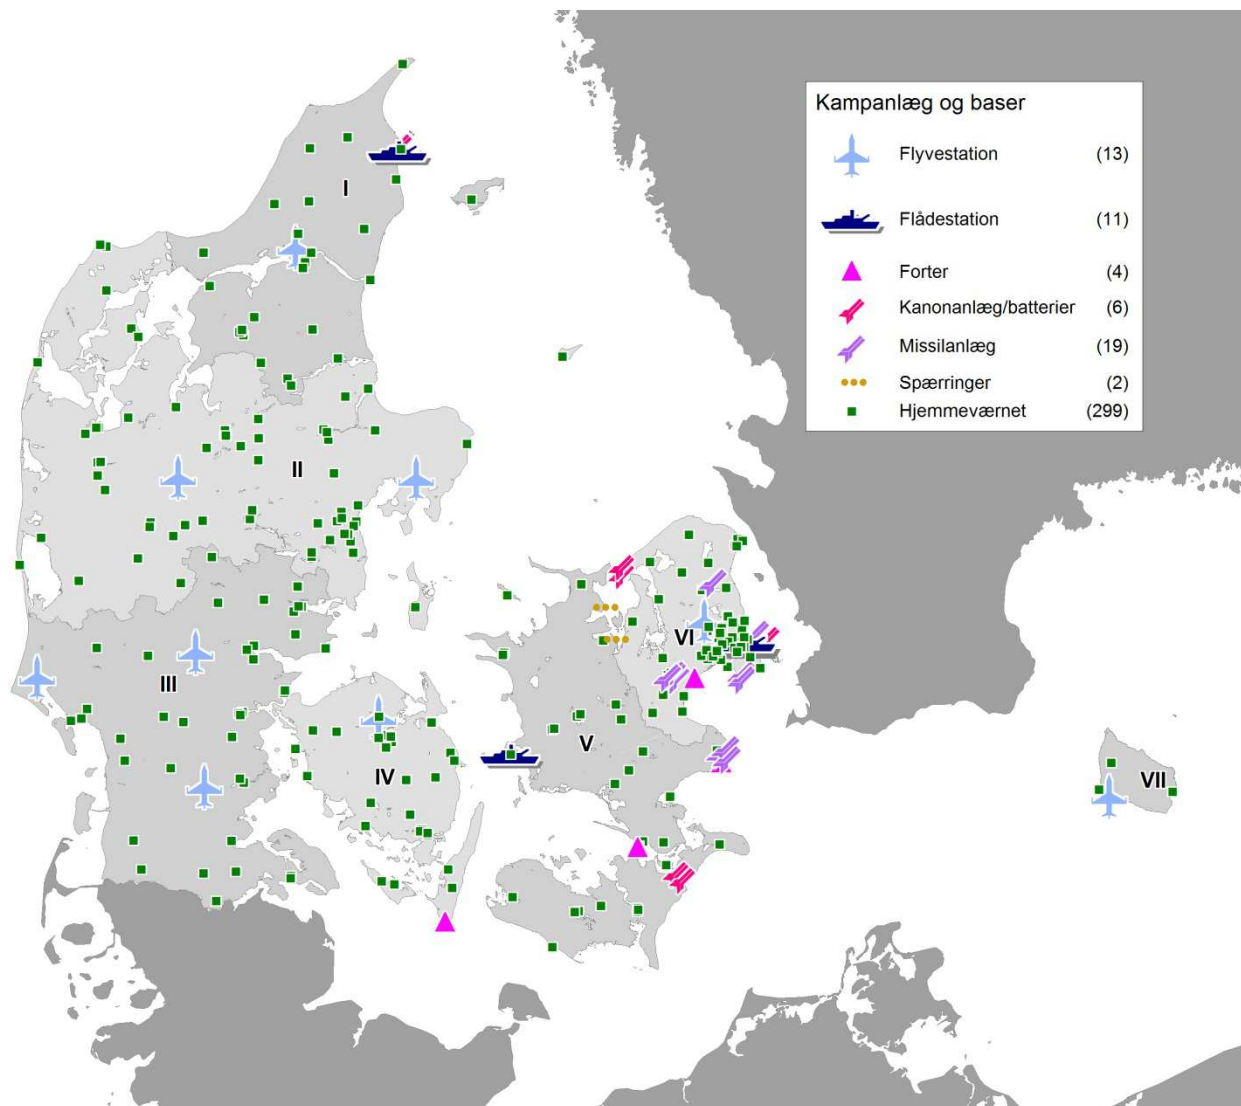 Kampanlæg og baser
Flyvestation (13)
Flådestation (11)
Forter (4)
Kanonanlæg/batterier (6)
Missilanlæg (19)
Spærringer (2)
Hjemmeværnet (299)
I
II
VI
III
V
IV
VII